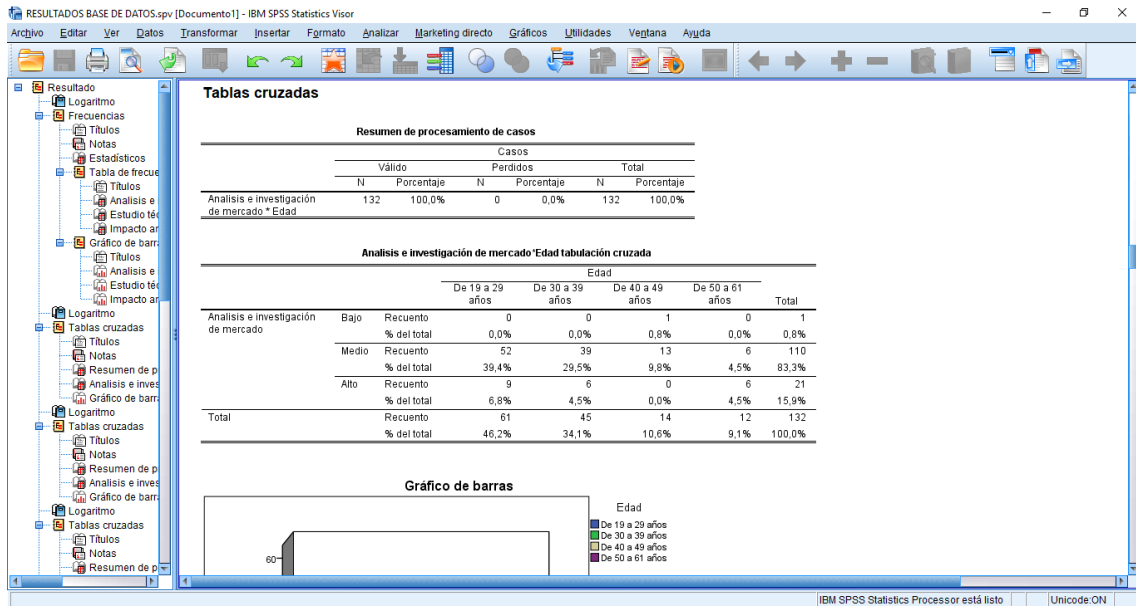 RESULTADOS BASE DE DATOS.spv [Documento1] - IBM SPSS Statistics Visor
Archivo Editar Ver Datos Transformar Insertar Formato Analizar Marketing directo Gráficos Utilidades Ventana Ayuda
Resultado
Logaritmo
Frecuencias
Títulos
Notas
Estadísticos
Tabla de frecue
Títulos
Analisis e
Estudio téc
Impacto ar
Gráfico de barr
Títulos
Analisis e
Estudio téc
Impacto ar
Logaritmo
Tablas cruzadas
Títulos
Notas
Resumen de p
Analisis e inves
Gráfico de barr
Logaritmo
Tablas cruzadas
Títulos
Notas
Resumen de p
Analisis e inves
Gráfico de barr
Logaritmo
Tablas cruzadas
Títulos
Notas
Resumen de p
Tablas cruzadas
Resumen de procesamiento de casos
Casos
Válido Perdidos Total
N Porcentaje N Porcentaje N Porcentaje
Analisis e investigación 132 100,0% 0 0,0% 132 100,0%
de mercado * Edad
Analisis e investigación de mercado*Edad tabulación cruzada
Edad
De 19 a 29 De 30 a 39 De 40 a 49 De 50 a 61
años años años años Total
Analisis e investigación Bajo Recuento 0 0 1 0 1
de mercado
% del total 0,0% 0,0% 0,8% 0,0% 0,8%
Medio Recuento 52 39 13 6 110
% del total 39,4% 29,5% 9,8% 4,5% 83,3%
Alto Recuento 9 6 0 6 21
% del total 6,8% 4,5% 0,0% 4,5% 15,9%
Total Recuento 61 45 14 12 132
% del total 46,2% 34,1% 10,6% 9,1% 100,0%
Gráfico de barras
Edad
De 19 a 29 años
De 30 a 39 años
De 40 a 49 años
De 50 a 61 años
60
IBM SPSS Statistics Processor está listo Unicode:ON